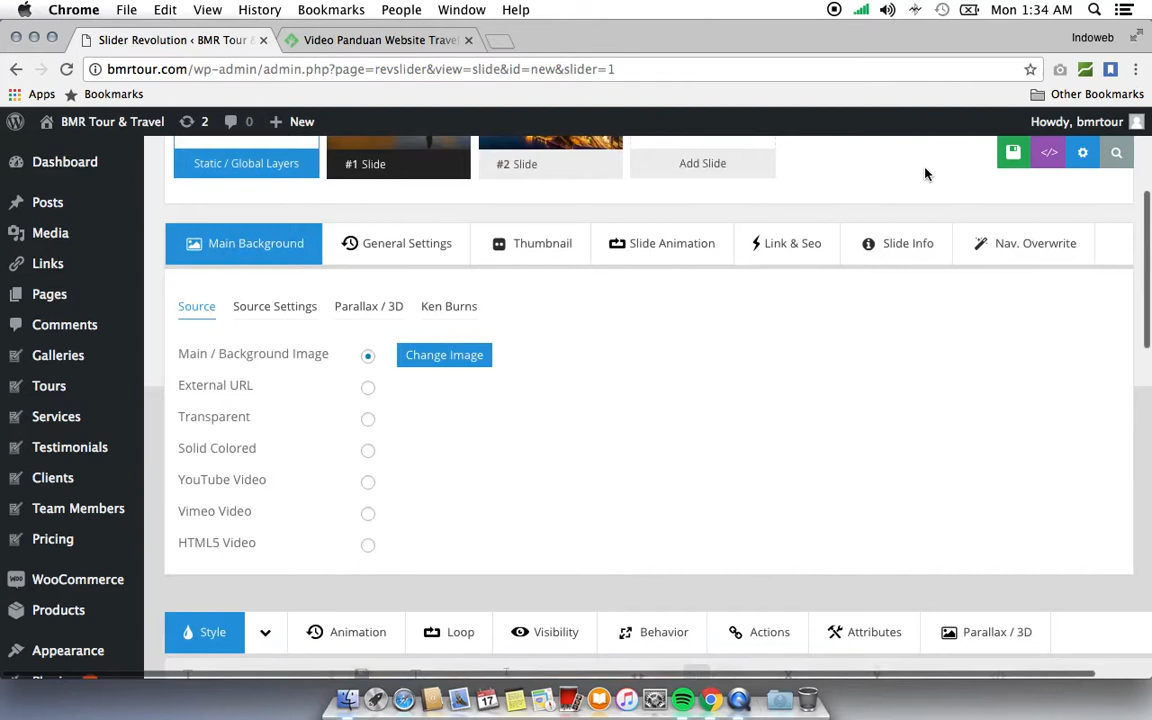 Chrome File Edit View History Bookmarks People Window Help Mon 1:34 AM
Slider Revolution ‹ BMR Tour & Video Panduan Website Travel Indoweb
bmrtour.com/wp-admin/admin.php?page=revslider&view=slide&id=new&slider=1
Apps Bookmarks Other Bookmarks
BMR Tour & Travel 2 0 New Howdy, bmrtour
Dashboard
Posts
Media
Links
Pages
Comments
Galleries
Tours
Services
Testimonials
Clients
Team Members
Pricing
WooCommerce
Products
Appearance
Static / Global Layers #1 Slide #2 Slide Add Slide
Main Background General Settings Thumbnail Slide Animation Link & Seo Slide Info Nav. Overwrite
Source Source Settings Parallax / 3D Ken Burns
Main / Background Image Change Image
External URL
Transparent
Solid Colored
YouTube Video
Vimeo Video
HTML5 Video
Style Animation Loop Visibility Behavior Actions Attributes Parallax / 3D
17